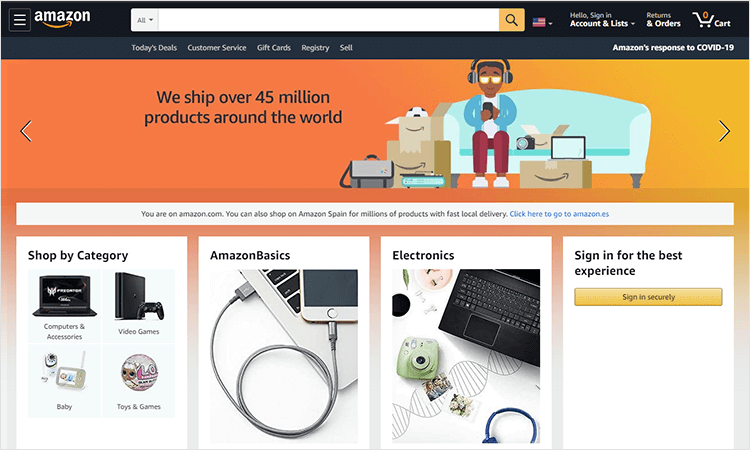 amazon
All
Hello, Sign in
Account & Lists
Returns
& Orders
0
Cart
Today's Deals
Customer Service
Gift Cards
Registry
Sell
Amazon's response to COVID-19
We ship over 45 million
products around the world
You are on amazon.com. You can also shop on Amazon Spain for millions of products with fast local delivery. Click here to go to amazon.es
Shop by Category
PREDATOR
Computers &
Accessories
Video Games
Baby
Toys & Games
AmazonBasics
Electronics
Sign in for the best
experience
Sign in securely